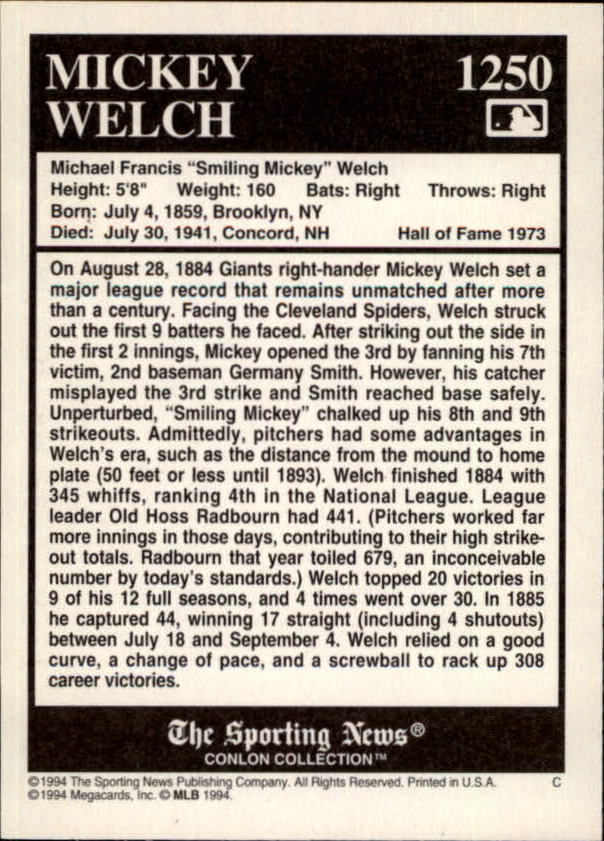 MICKEY 1250
WELCH
Michael Francis "Smiling Mickey" Welch
Height: 5'8" Weight: 160 Bats: Right Throws: Right
Born: July 4, 1859, Brooklyn, NY
Died: July 30, 1941, Concord, NH Hall of Fame 1973
On August 28, 1884 Giants right-hander Mickey Welch set a
major league record that remains unmatched after more
than a century. Facing the Cleveland Spiders, Welch struck
out the first 9 batters he faced. After striking out the side in
the first 2 innings, Mickey opened the 3rd by fanning his 7th
victim, 2nd baseman Germany Smith. However, his catcher
misplayed the 3rd strike and Smith reached base safely.
Unperturbed, "Smiling Mickey" chalked up his 8th and 9th
strikeouts. Admittedly, pitchers had some advantages in
Welch's era, such as the distance from the mound to home
plate (50 feet or less until 1893). Welch finished 1884 with
345 whiffs, ranking 4th in the National League. League
leader Old Hoss Radbourn had 441. (Pitchers worked far
more innings in those days, contributing to their high strike-
out totals. Radbourn that year toiled 679, an inconceivable
number by today's standards.) Welch topped 20 victories in
9 of his 12 full seasons, and 4 times went over 30. In 1885
he captured 44, winning 17 straight (including 4 shutouts)
between July 18 and September 4. Welch relied on a good
curve, a change of pace, and a screwball to rack up 308
career victories.
The Sporting News®
CONLON COLLECTION™
©1994 The Sporting News Publishing Company. All Rights Reserved. Printed in U.S.A. C
©1994 Megacards, Inc. © MLB 1994.